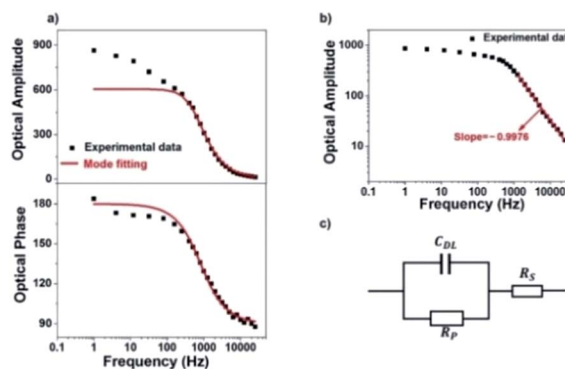 a)
Optical Amplitude
900
600
300
0
Experimental data
Mode fitting
Optical Phase
180
150
120
90
0.1 1 10 100 1000 10000
Frequency (Hz)
b)
Optical Amplitude
1000
100
10
Experimental dat
Slope=−0.9976
0.1 1 10 100 1000 10000
Frequency (Hz)
c)
C_DL
R_S
R_P